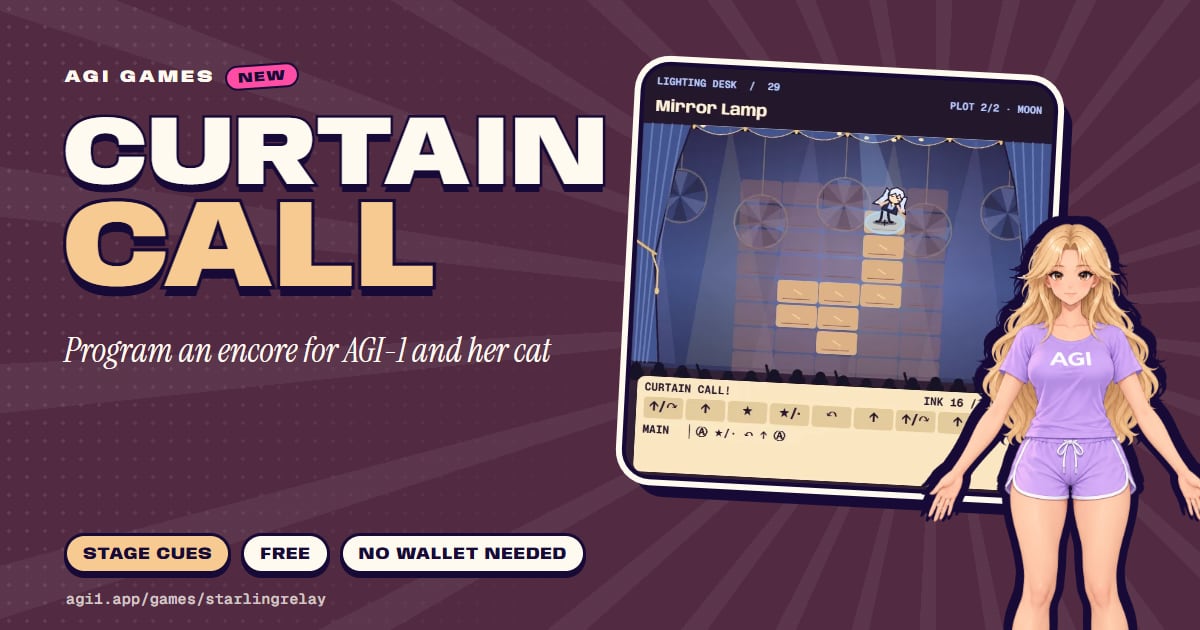 AGI GAMES NEW
CURTAIN
CALL
Program an encore for AGI-1 and her cat
STAGE CUES FREE NO WALLET NEEDED
agi1.app/games/starlingrelay
LIGHTING DESK / 29
Mirror Lamp
PLOT 2/2 · MOON
CURTAIN CALL!
INK 16 /
↑/↷ ↑ ★ ★/· ↶ ↑ ↑/↷ ↑
MAIN Ⓐ ★/· ↶ ↑ Ⓐ
AGI